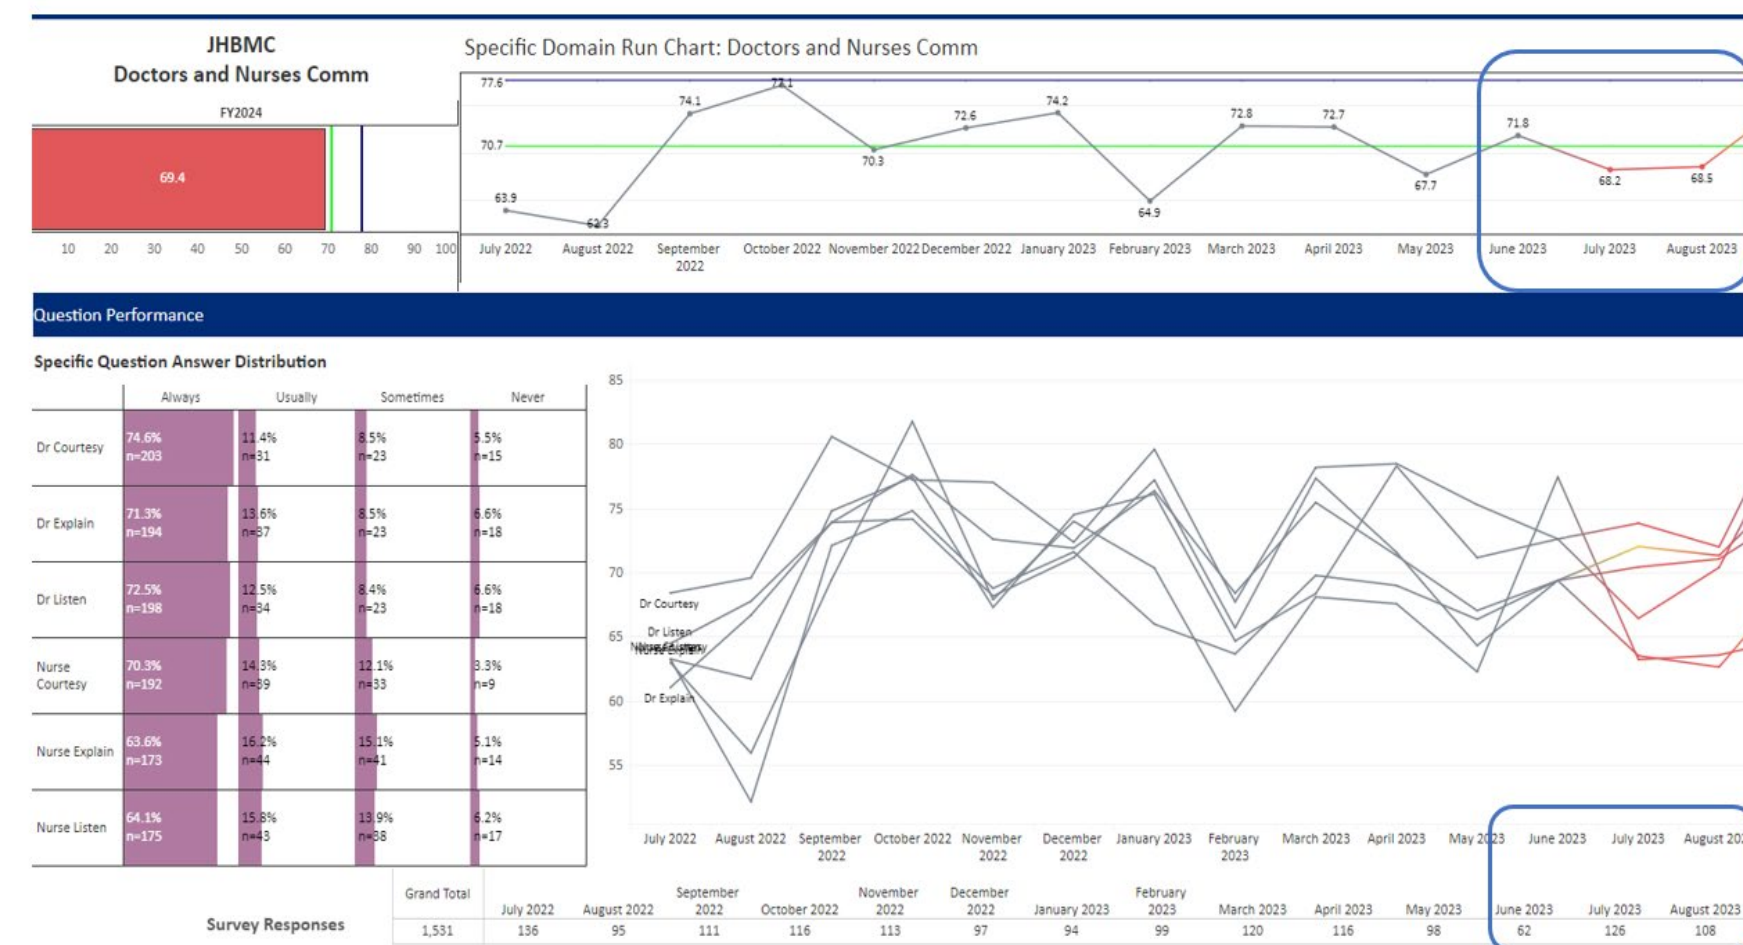 JHBMC
Doctors and Nurses Comm
FY2024
69.4
10 20 30 40 50 60 70 80 90 100
Specific Domain Run Chart: Doctors and Nurses Comm
77.6
70.7
63.9
62.3
74.1
77.1
70.3
72.6
74.2
64.9
72.8
72.7
67.7
71.8
68.2
68.5
July 2022 August 2022 September October 2022 November 2022 December 2022 January 2023 February 2023 March 2023 April 2023 May 2023 June 2023 July 2023 August 2023
2022
Question Performance
Specific Question Answer Distribution
Always Usually Sometimes Never
Dr Courtesy
74.6% 11.4% 8.5% 5.5%
n=203 n=31 n=23 n=15
Dr Explain
71.3% 13.6% 8.5% 6.6%
n=194 n=37 n=23 n=18
Dr Listen
72.5% 12.5% 8.4% 6.6%
n=198 n=34 n=23 n=18
Nurse
Courtesy
70.3% 14.3% 12.1% 3.3%
n=192 n=39 n=33 n=9
Nurse Explain
63.6% 16.2% 15.1% 5.1%
n=173 n=44 n=41 n=14
Nurse Listen
64.1% 15.8% 13.9% 6.2%
n=175 n=43 n=38 n=17
85
80
75
70
65
60
55
Dr Courtesy
Dr Listen
Nurse Explain
Dr Explain
July 2022 August 2022 September October 2022 November December January 2023 February March 2023 April 2023 May 2023 June 2023 July 2023 August 20
2022 2022 2022 2023
Grand Total July 2022 August 2022 September 2022 October 2022 November 2022 December 2022 January 2023 February 2023 March 2023 April 2023 May 2023 June 2023 July 2023 August 2023
Survey Responses 1,531 136 95 111 116 113 97 94 99 120 116 98 62 126 108